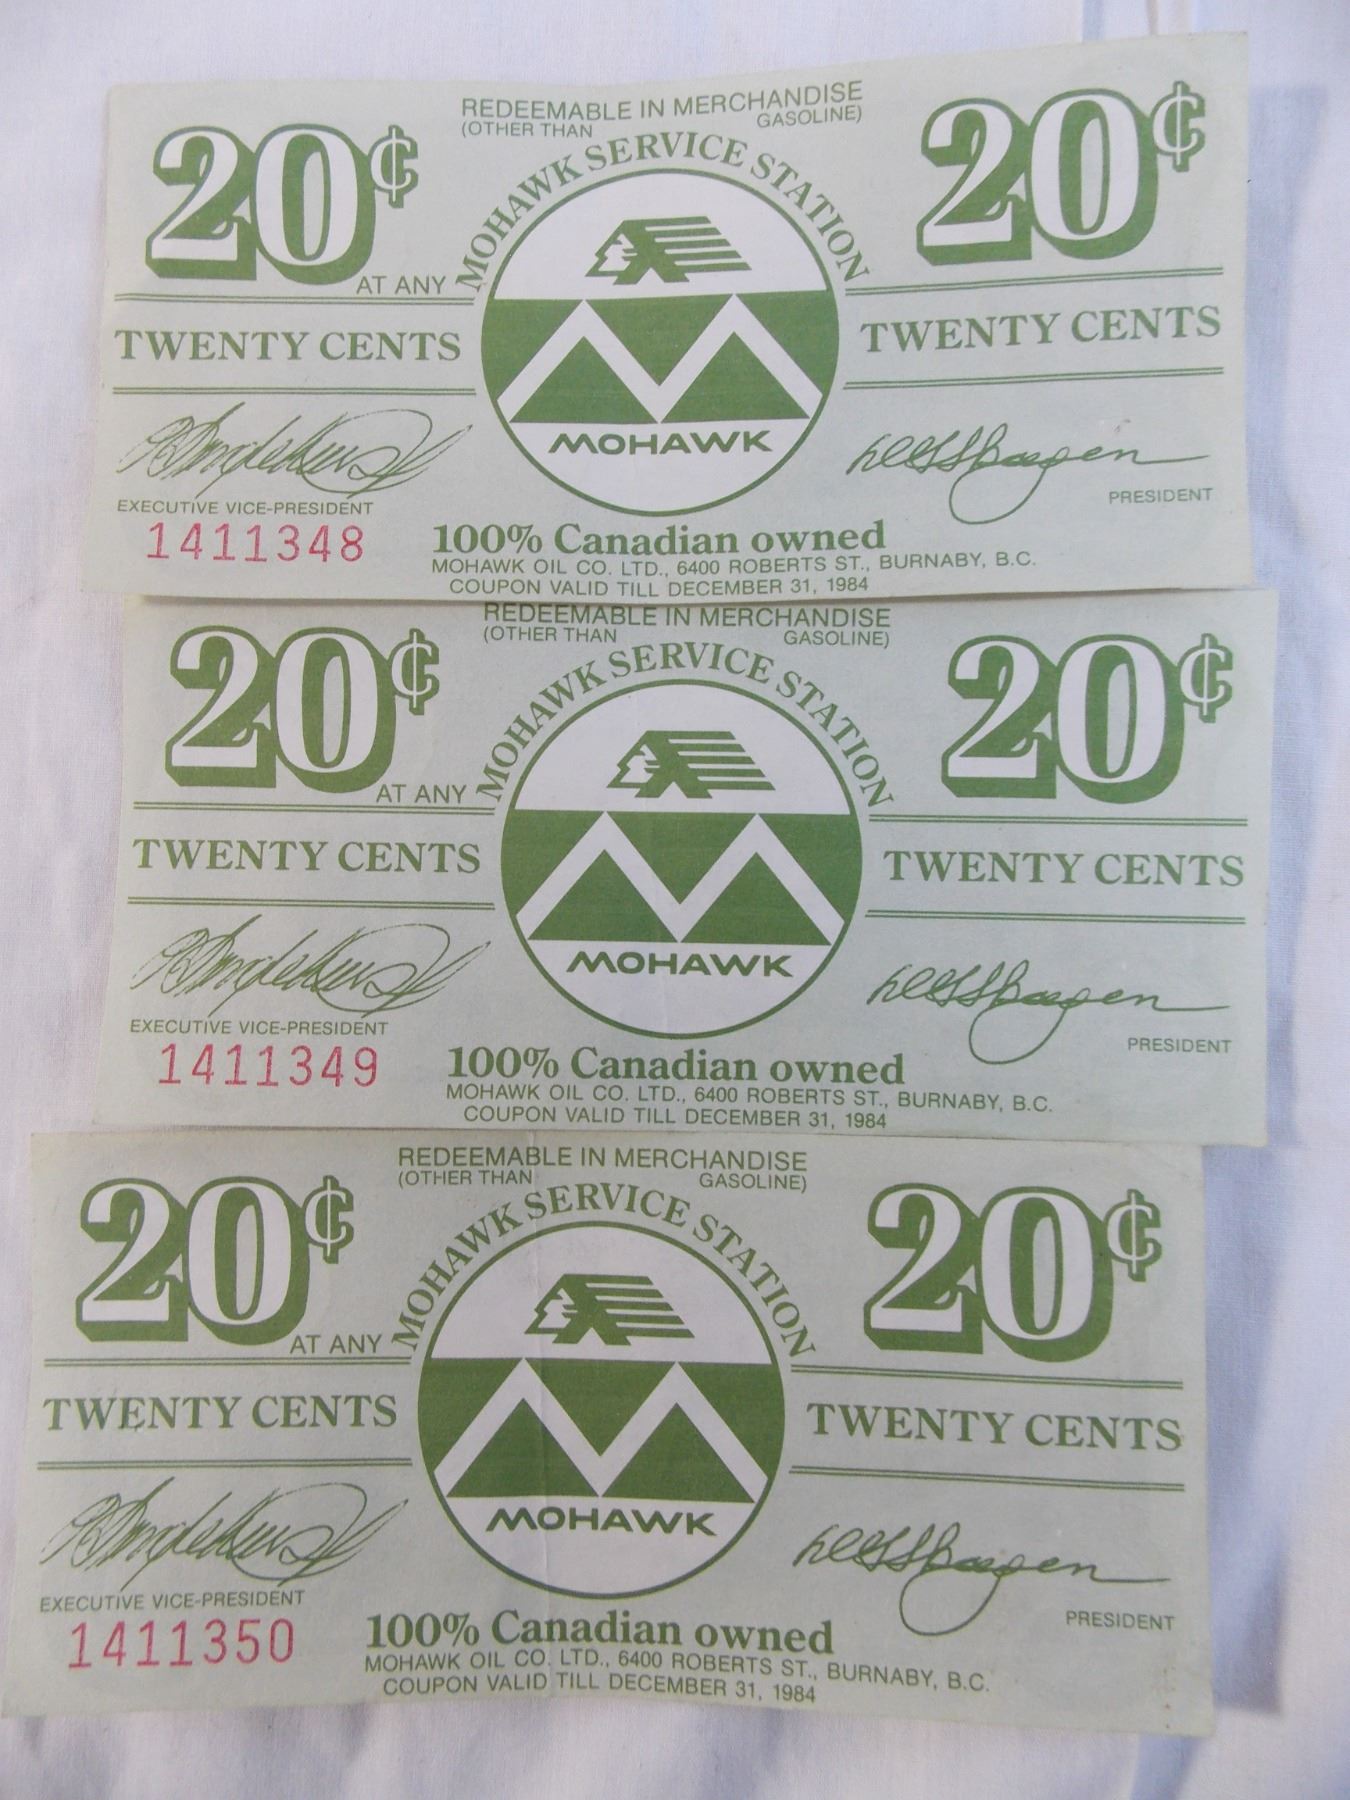 REDEEMABLE IN MERCHANDISE
(OTHER THAN GASOLINE)
20¢ 20¢
AT ANY MOHAWK SERVICE STATION
TWENTY CENTS TWENTY CENTS
MOHAWK
EXECUTIVE VICE-PRESIDENT PRESIDENT
1411348
100% Canadian owned
MOHAWK OIL CO. LTD., 6400 ROBERTS ST., BURNABY, B.C.
COUPON VALID TILL DECEMBER 31, 1984
REDEEMABLE IN MERCHANDISE
(OTHER THAN GASOLINE)
20¢ 20¢
AT ANY MOHAWK SERVICE STATION
TWENTY CENTS TWENTY CENTS
MOHAWK
EXECUTIVE VICE-PRESIDENT PRESIDENT
1411349
100% Canadian owned
MOHAWK OIL CO. LTD., 6400 ROBERTS ST., BURNABY, B.C.
COUPON VALID TILL DECEMBER 31, 1984
REDEEMABLE IN MERCHANDISE
(OTHER THAN GASOLINE)
20¢ 20¢
AT ANY MOHAWK SERVICE STATION
TWENTY CENTS TWENTY CENTS
MOHAWK
EXECUTIVE VICE-PRESIDENT PRESIDENT
1411350
100% Canadian owned
MOHAWK OIL CO. LTD., 6400 ROBERTS ST., BURNABY, B.C.
COUPON VALID TILL DECEMBER 31, 1984